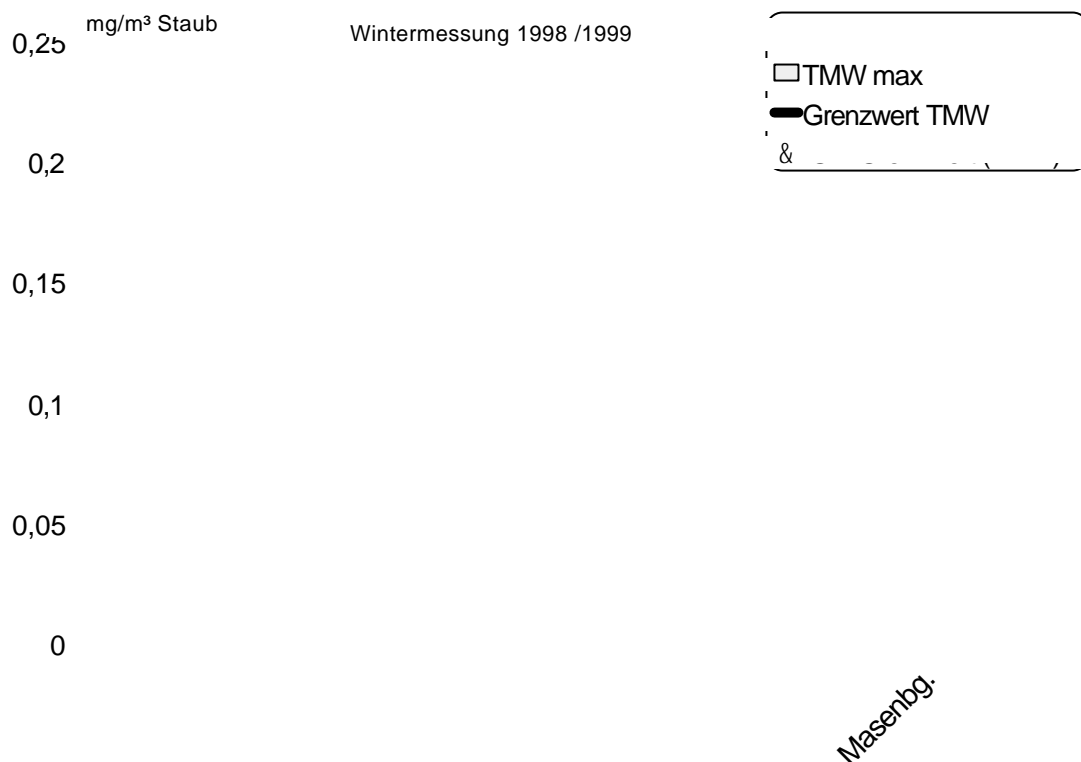 mg/m³ Staub
Wintermessung 1998 /1999
0,25
0,2
0,15
0,1
0,05
0
TMW max
Grenzwert TMW
&
Masenbg.